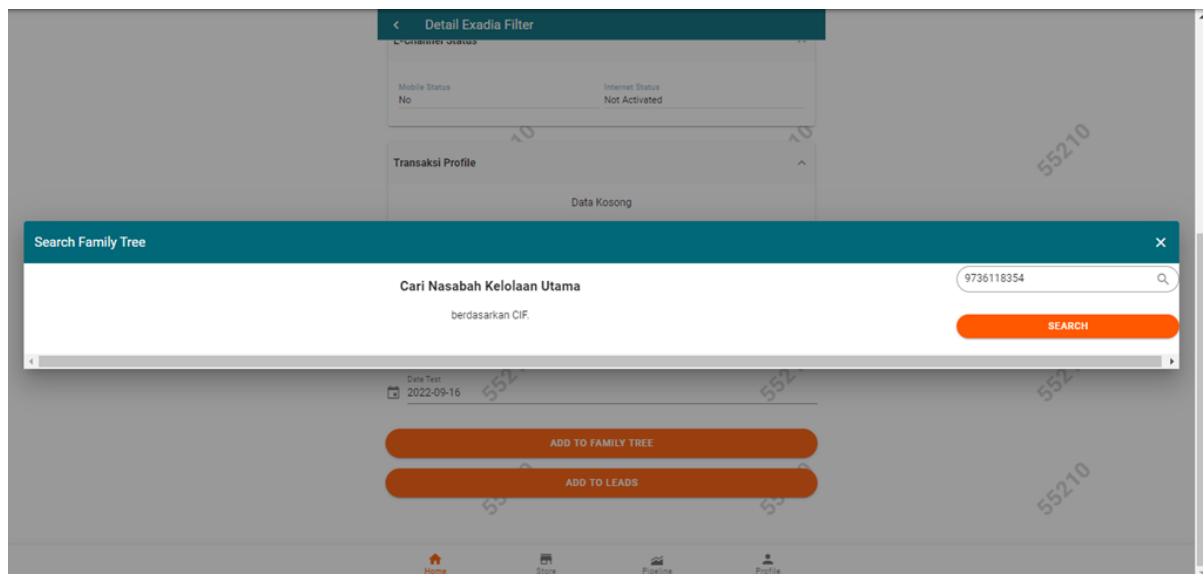 Detail Exadia Filter
E-Channel Status
Mobile Status
Internet Status
No
Not Activated
Transaksi Profile
Data Kosong
Search Family Tree
Cari Nasabah Kelolaan Utama
9736118354
berdasarkan CIF.
SEARCH
Date Test
2022-09-16
ADD TO FAMILY TREE
ADD TO LEADS
55210
55210
Home
Store
Pipeline
Profile